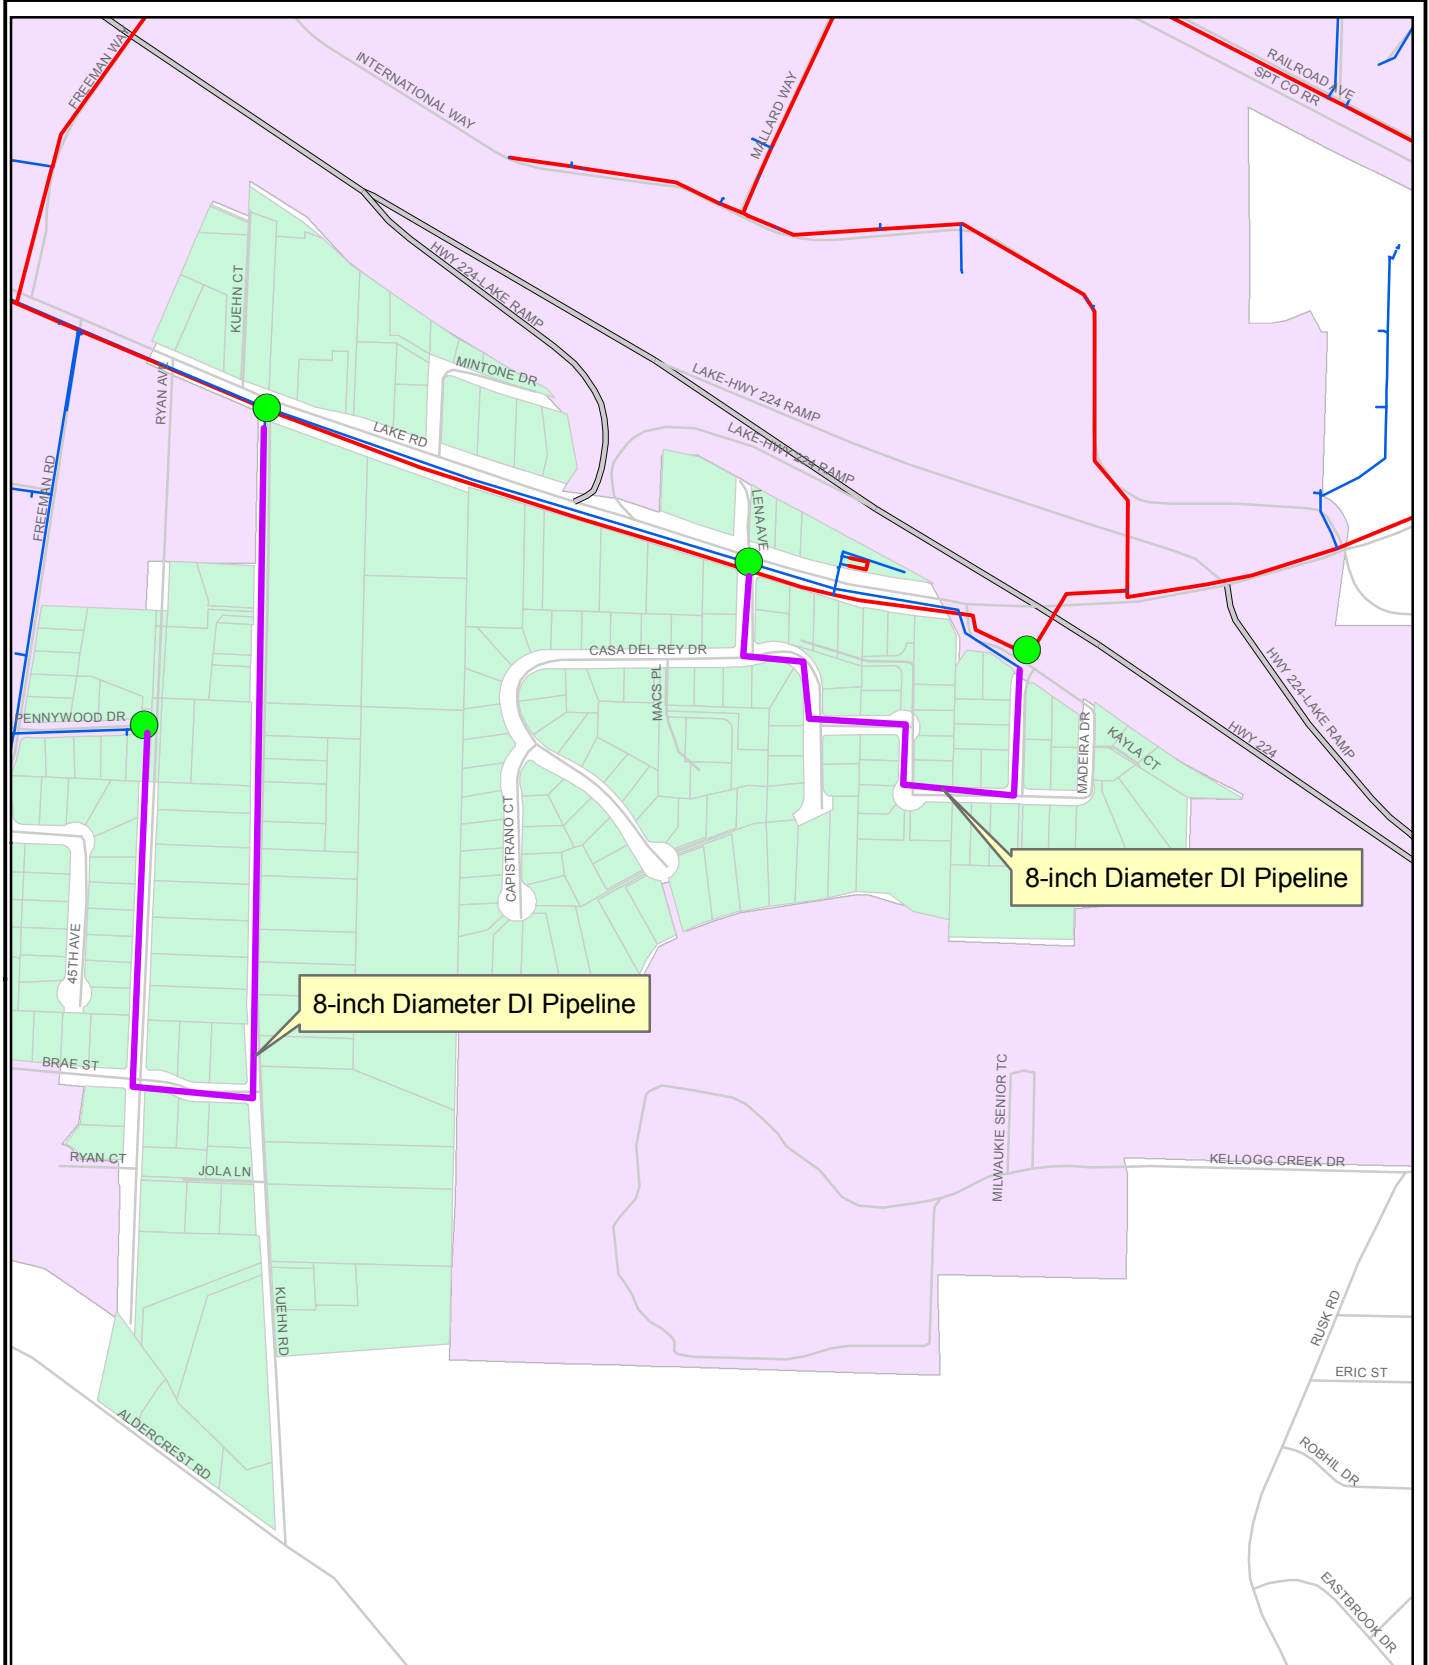 FREEMAN WAY
INTERNATIONAL WAY
MALLARD WAY
RAILROAD AVE
SPT CO RR
KUEHN CT
HWY 224-LAKE RAMP
MINTONE DR
LAKE-HWY 224 RAMP
RYAN AVE
LAKE RD
LAKE-HWY 224 RAMP
FREEMAN RD
LENA AVE
CASA DEL REY DR
MACS PL
HWY 224-LAKE RAMP
PENNYWOOD DR
MADEIRA DR
KAYLA CT
HWY 224
CAPISTRANO CT
8-inch Diameter DI Pipeline
45TH AVE
8-inch Diameter DI Pipeline
BRAE ST
MILWAUKIE SENIOR TC
RYAN CT
JOLA LN
KELLOGG CREEK DR
KUEHN RD
RUSK RD
ERIC ST
ALDERCREST RD
ROBHIL DR
EASTBROOK DR